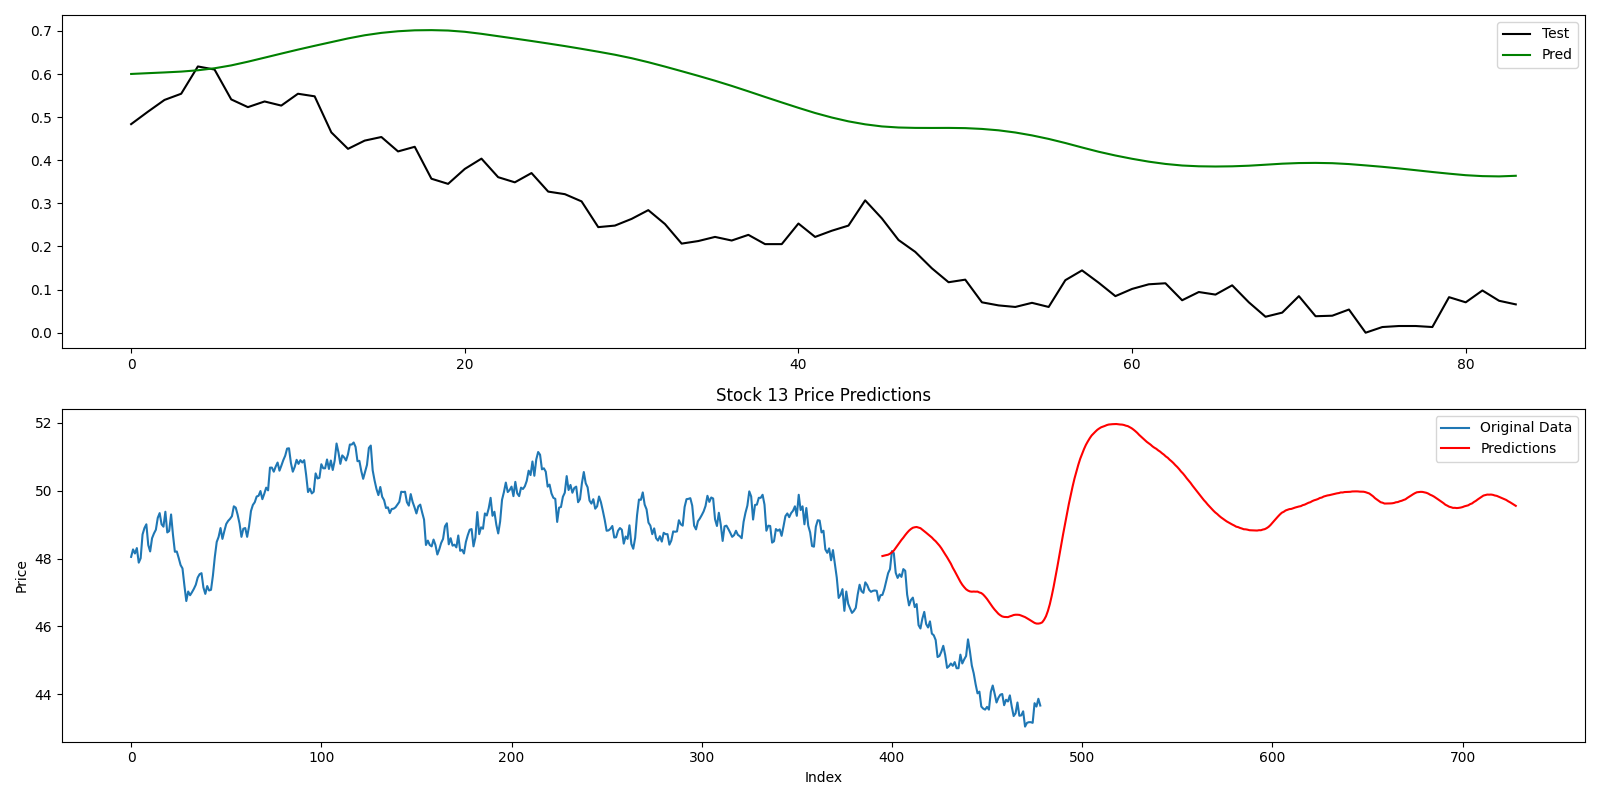 0.7
0.6
0.5
0.4
0.3
0.2
0.1
0.0
Test
Pred
0 20 40 60 80
Stock 13 Price Predictions
52
50
48
46
44
Price
Original Data
Predictions
0 100 200 300 400 500 600 700
Index